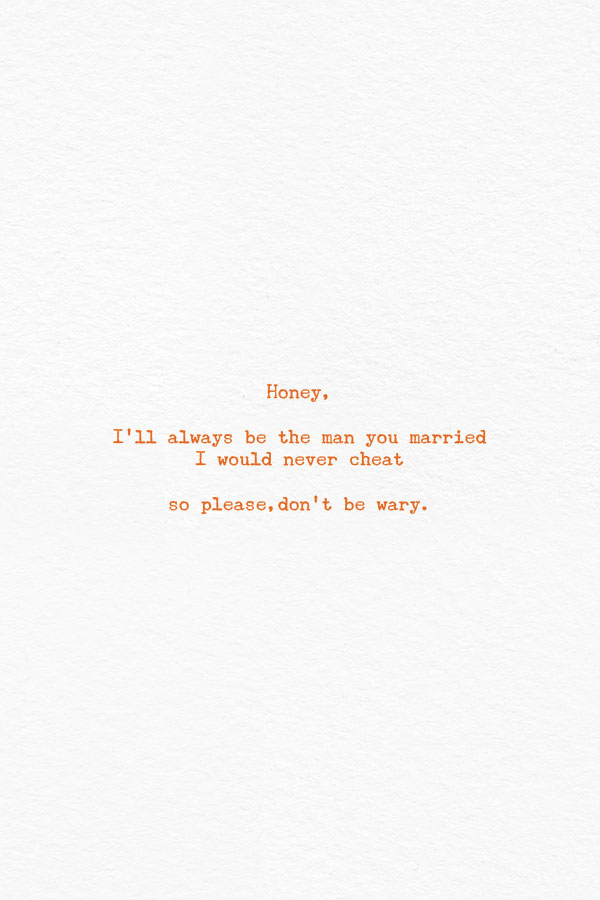 Honey,
I'll always be the man you married
I would never cheat
so please,don't be wary.